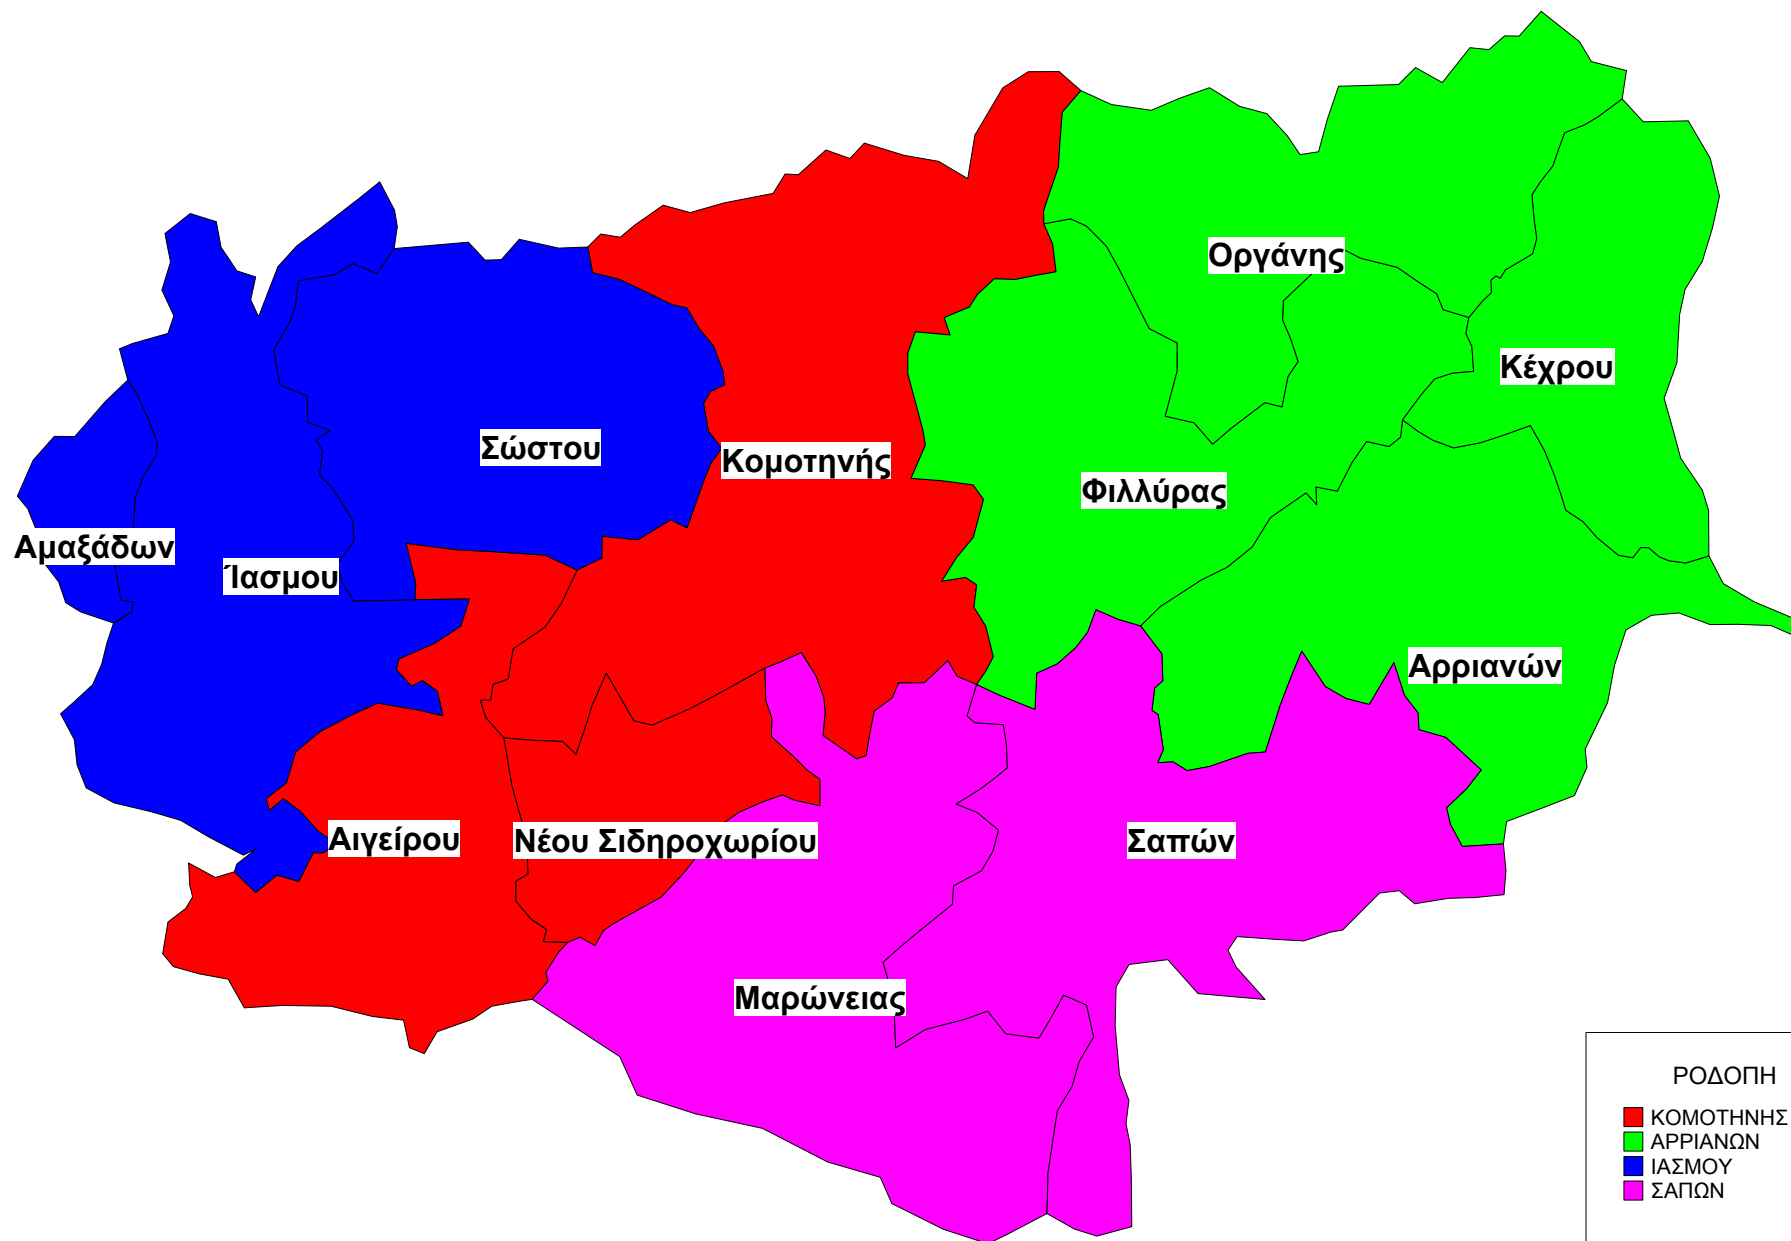 Οργάνης
Κέχρου
Σώστου
Κομοτηνής
Φιλλύρας
Αμαξάδων
Ίασμου
Αρριανών
Αιγείρου
Νέου Σιδηροχωρίου
Σαπών
Μαρώνειας
ΡΟΔΟΠΗ
ΚΟΜΟΤΗΝΗΣ
ΑΡΡΙΑΝΩΝ
ΙΑΣΜΟΥ
ΣΑΠΩΝ